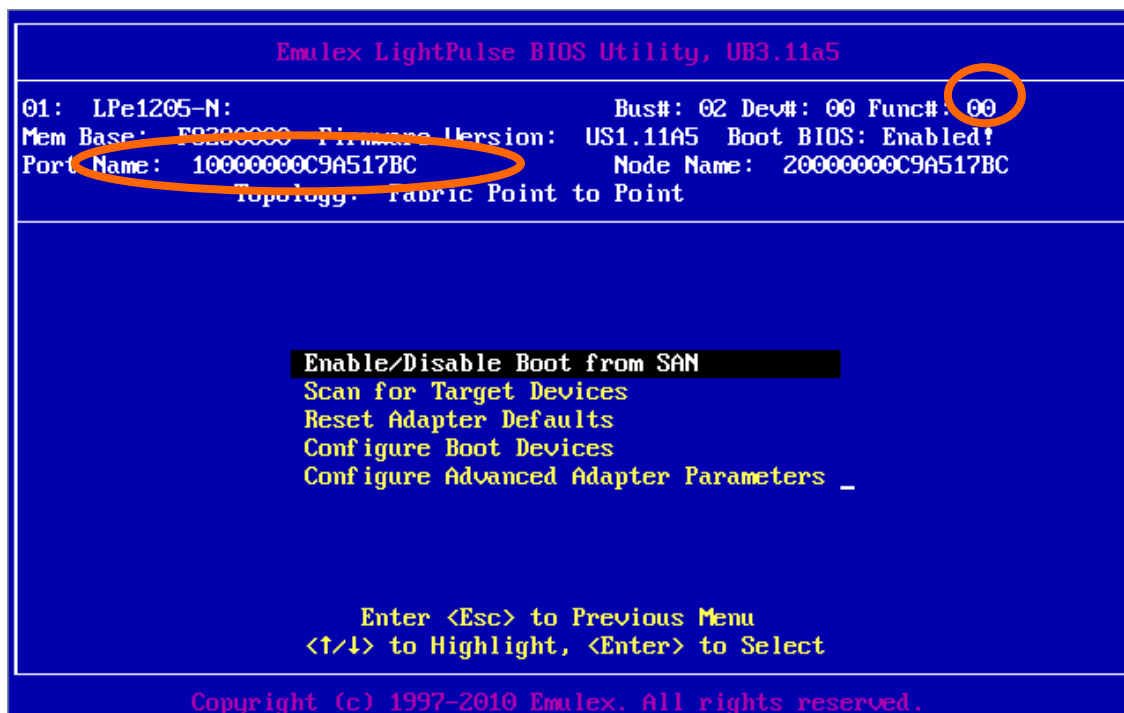 Emulex LightPulse BIOS Utility, UB3.11a5
01: LPe1205-N: Bus#: 02 Dev#: 00 Func#: 00
Mem Base: F8280000 Firmware Version: US1.11A5 Boot BIOS: Enabled!
Port Name: 10000000C9A517BC Node Name: 20000000C9A517BC
Topology: Fabric Point to Point
Enable/Disable Boot from SAN
Scan for Target Devices
Reset Adapter Defaults
Configure Boot Devices
Configure Advanced Adapter Parameters _
Enter <Esc> to Previous Menu
<↑/↓> to Highlight, <Enter> to Select
Copyright (c) 1997-2010 Emulex. All rights reserved.